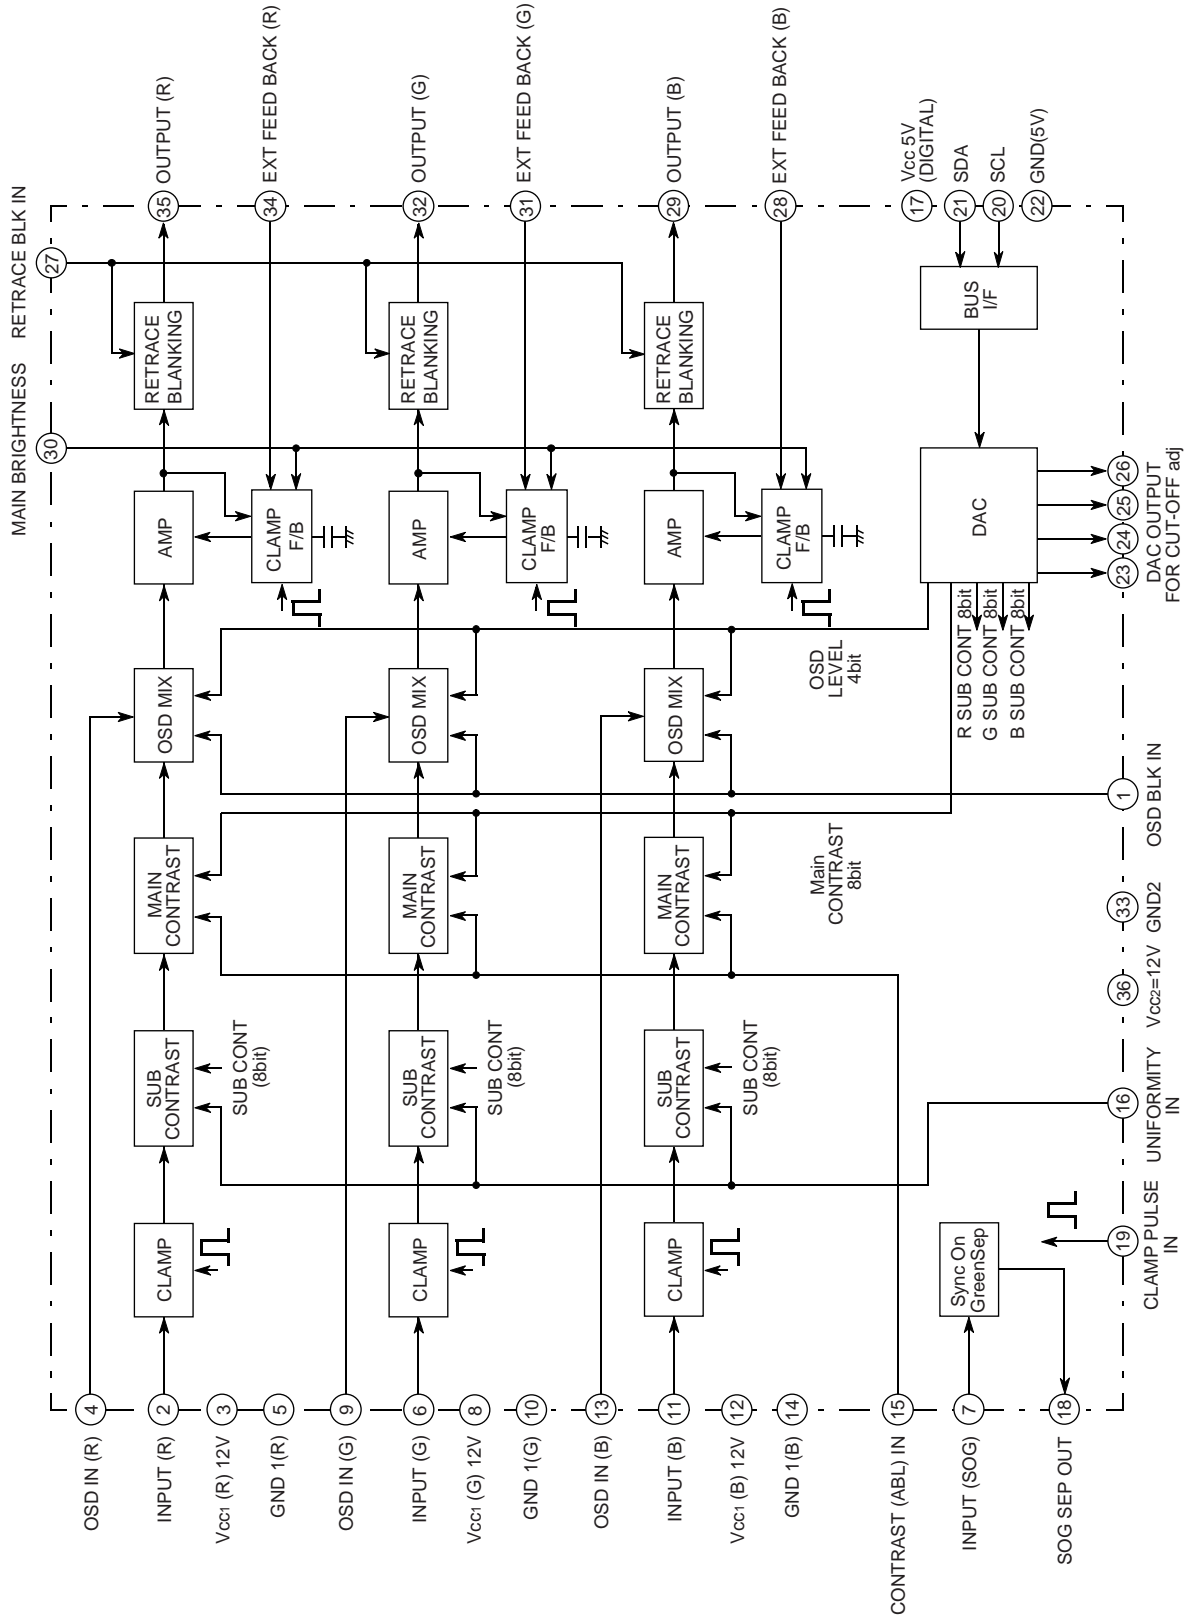 MAIN BRIGHTNESS
30
RETRACE BLK IN
27
OSD IN (R)
4
INPUT (R)
2
CLAMP
SUB
CONTRAST
MAIN
CONTRAST
OSD MIX
AMP
RETRACE
BLANKING
35
OUTPUT (R)
Vcc1 (R) 12V
3
SUB CONT
(8bit)
CLAMP
F/B
34
EXT FEED BACK (R)
GND 1(R)
5
OSD IN (G)
9
INPUT (G)
6
CLAMP
SUB
CONTRAST
MAIN
CONTRAST
OSD MIX
AMP
RETRACE
BLANKING
32
OUTPUT (G)
Vcc1 (G) 12V
8
SUB CONT
(8bit)
CLAMP
F/B
31
EXT FEED BACK (G)
GND 1(G)
10
OSD IN (B)
13
INPUT (B)
11
CLAMP
SUB
CONTRAST
MAIN
CONTRAST
OSD MIX
AMP
RETRACE
BLANKING
29
OUTPUT (B)
Vcc1 (B) 12V
12
SUB CONT
(8bit)
CLAMP
F/B
28
EXT FEED BACK (B)
GND 1(B)
14
Main
CONTRAST
8bit
OSD
LEVEL
4bit
CONTRAST (ABL) IN
15
INPUT (SOG)
7
Sync On
GreenSep
SOG SEP OUT
18
R SUB CONT 8bit
G SUB CONT 8bit
B SUB CONT 8bit
DAC
BUS
I/F
17
Vcc 5V
(DIGITAL)
21
SDA
20
SCL
22
GND(5V)
19
CLAMP PULSE
IN
16
UNIFORMITY
IN
36
Vcc2=12V
33
GND2
1
OSD BLK IN
23
24
25
26
DAC OUTPUT
FOR CUT-OFF adj